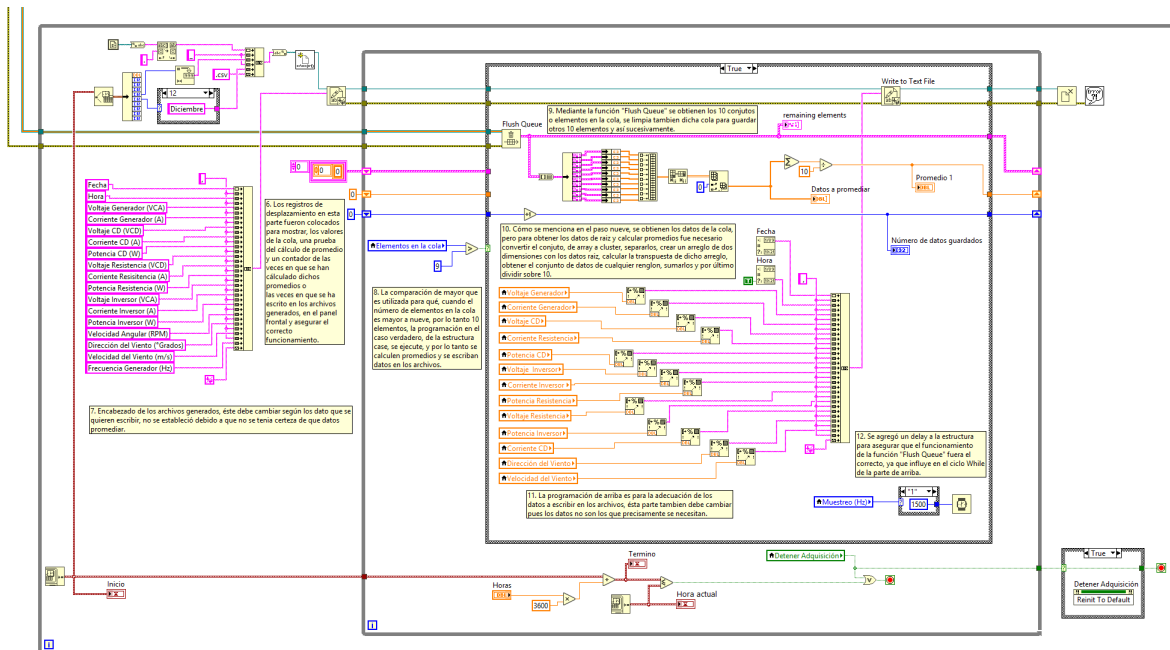 12
Diciembre
.csv
True
Write to Text File
Flush Queue
9. Mediante la función "Flush Queue" se obtienen los 10 conjutos
o elementos en la cola, se limpia tambien dicha cola para guardar
otros 10 elementos y así sucesivamente.
remaining elements
Fecha
Hora
Voltaje Generador (VCA)
Corriente Generador (A)
Voltaje CD (VCD)
Corriente CD (A)
Potencia CD (W)
Voltaje Resistencia (VCD)
Corriente Resisitencia (A)
Potencia Resistencia (W)
Voltaje Inversor (VCA)
Corriente Inversor (A)
Potencia Inversor (W)
Velocidad Angular (RPM)
Dirección del Viento (°Grados)
Velocidad del Viento (m/s)
Frecuencia Generador (Hz)
6. Los registros de
desplazamiento en esta
parte fueron colocados
para mostrar, los valores
de la cola, una prueba
del cálculo de promedio
y un contador de las
veces en que se han
cálculado dichos
promedios o
las veces en que se ha
escrito en los archivos
generados, en el panel
frontal y asegurar el
correcto
funcionamiento.
7. Encabezado de los archivos generados, éste debe cambiar según los dato que se
quieren escribir, no se estableció debido a que no se tenia certeza de que datos
promediar.
0
0
0
0
0
Elementos en la cola
9
8. La comparación de mayor que
es utilizada para qué, cuando el
número de elementos en la cola
es mayor a nueve, por lo tanto 10
elementos, la programación en el
caso verdadero, de la estructura
case, se ejecute, y por lo tanto se
calculen promedios y se escriban
datos en los archivos.
0
10
Datos a promediar
DBL
Promedio 1
DBL
Número de datos guardados
I32
10. Cómo se menciona en el paso nueve, se obtienen los datos de la cola,
pero para obtener los datos de raiz y calcular promedios fue necesario
convertir el conjuto, de array a cluster, separarlos, crear un arreglo de dos
dimensiones con los datos raiz, calcular la transpuesta de dicho arreglo,
obtener el conjunto de datos de cualquier renglon, sumarlos y por último
dividir sobre 10.
Fecha
Hora
Voltaje Generador
Corriente Generador
Voltaje CD
Corriente Resistencia
Potencia CD
Voltaje Inversor
Corriente Inversor
Potencia Resistencia
Voltaje Resistencia
Potencia Inversor
Corriente CD
Dirección del Viento
Velocidad del Viento
11. La programación de arriba es para la adecuación de los
datos a escribir en los archivos, ésta parte tambien debe cambiar
pues los datos no son los que precisamente se necesitan.
12. Se agregó un delay a la estructura
para asegurar que el funcionamiento
de la función "Flush Queue" fuera el
correcto, ya que influye en el ciclo While
de la parte de arriba.
Muestreo (Hz)
"1"
1500
Inicio
Horas
DBL
3600
Termino
Hora actual
Detener Adquisición
True
Detener Adquisición
Reinit To Default
i
i